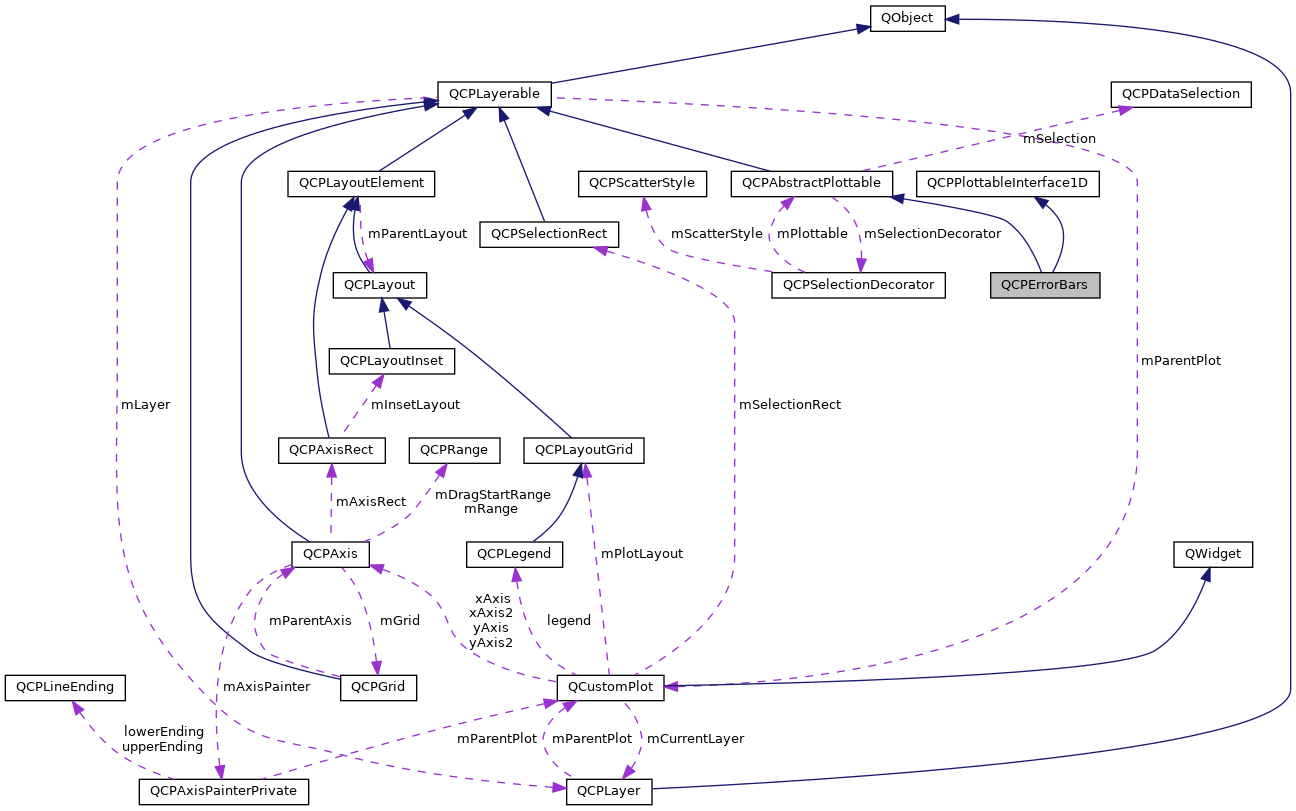 QObject
QCPLayerable
QCPDataSelection
mSelection
QCPLayoutElement
QCPScatterStyle
QCPAbstractPlottable
QCPPlottableInterface1D
mParentLayout
QCPSelectionRect
mScatterStyle
mPlottable
mSelectionDecorator
QCPLayout
QCPSelectionDecorator
QCPErrorBars
QCPLayoutInset
mParentPlot
mLayer
mInsetLayout
mSelectionRect
QCPAxisRect
QCPRange
QCPLayoutGrid
mAxisRect
mDragStartRange
mRange
QCPAxis
QCPLegend
mPlotLayout
QWidget
mParentAxis
mGrid
xAxis
xAxis2
yAxis
yAxis2
legend
QCPLineEnding
mAxisPainter
QCPGrid
QCustomPlot
lowerEnding
upperEnding
mParentPlot
mParentPlot
mCurrentLayer
QCPAxisPainterPrivate
QCPLayer